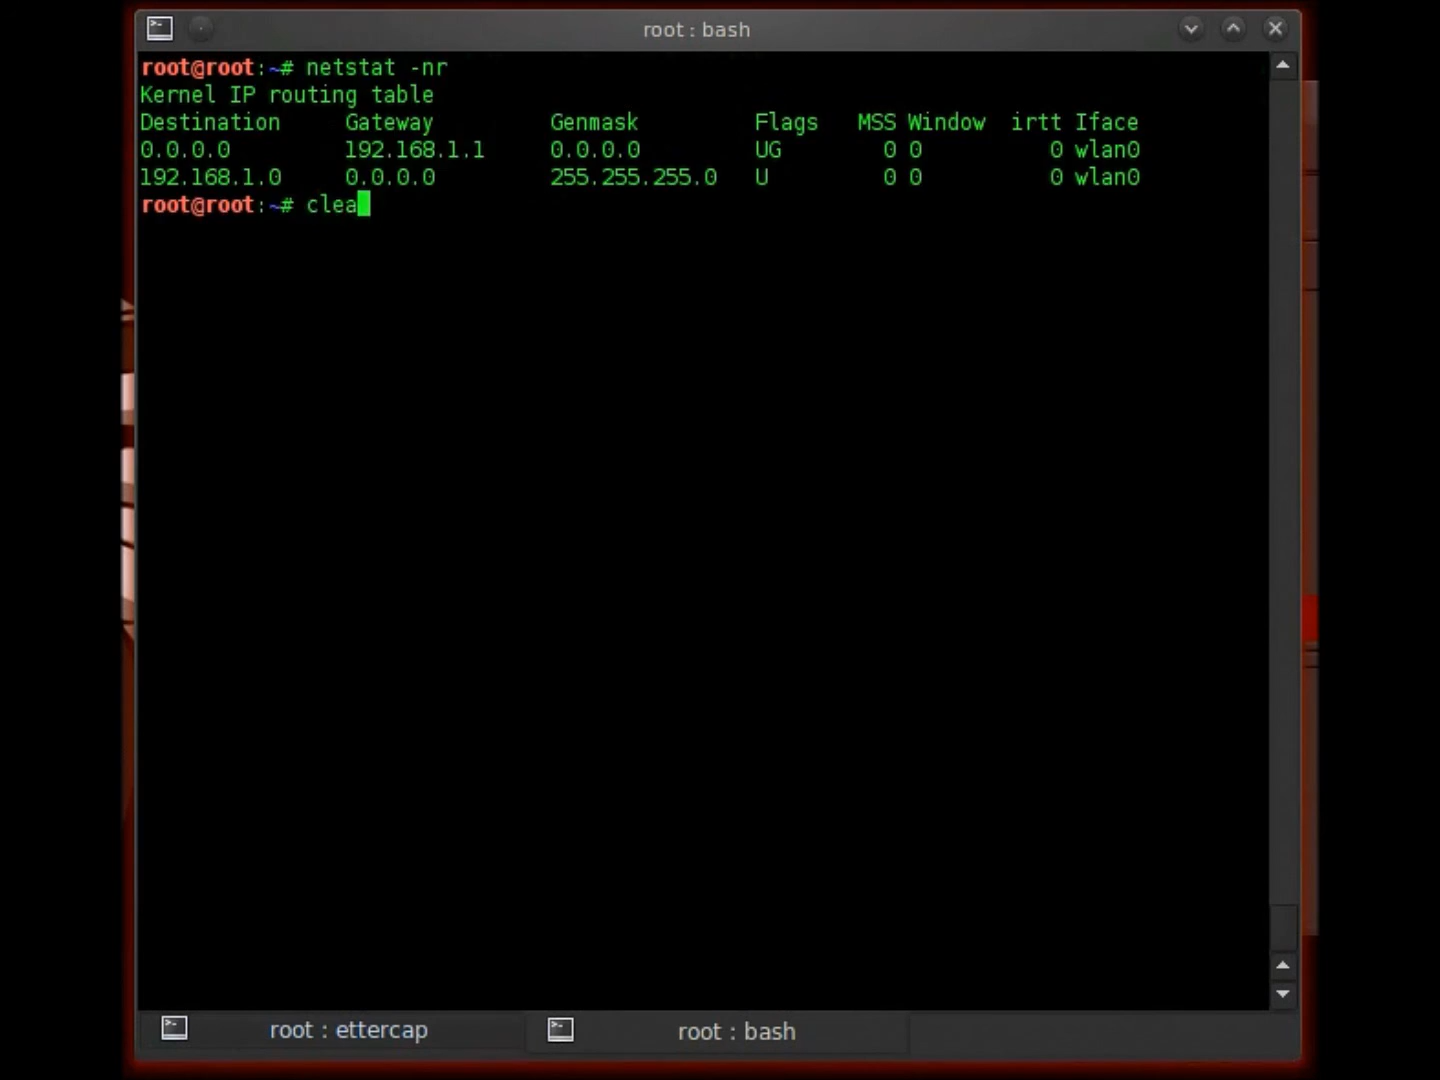 root : bash
root@root:~# netstat -nr
Kernel IP routing table
Destination Gateway Genmask Flags MSS Window irtt Iface
0.0.0.0 192.168.1.1 0.0.0.0 UG 0 0 0 wlan0
192.168.1.0 0.0.0.0 255.255.255.0 U 0 0 0 wlan0
root@root:~# clea
root : ettercap root : bash